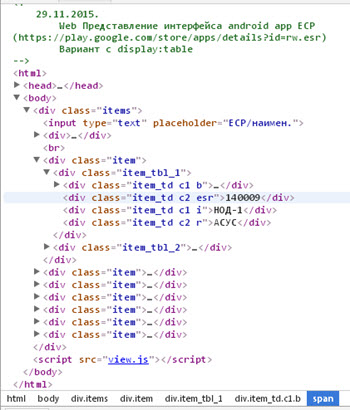 29.11.2015.
Web Представление интерфейса android app ECP
(https://play.google.com/store/apps/details?id=rw.esr)
Вариант с display:table
-->
<html>
▶<head>…</head>
▼<body>
▼<div class="items">
<input type="text" placeholder="ЕСР/наимен.">
▶<div>…</div>
<br>
▼<div class="item">
▼<div class="item_tbl_1">
▶<div class="item_td c1 b">…</div>
<div class="item_td c2 esr">140009</div>
<div class="item_td c1 i">НОД-1</div>
<div class="item_td c2 r">АСУС</div>
</div>
▶<div class="item_tbl_2">…</div>
</div>
▶<div class="item">…</div>
▶<div class="item">…</div>
▶<div class="item">…</div>
▶<div class="item">…</div>
▶<div class="item">…</div>
▶<div class="item">…</div>
</div>
<script src="view.js"></script>
</body>
</html>
html body div.items div.item div.item_tbl_1 div.item_td.c1.b span